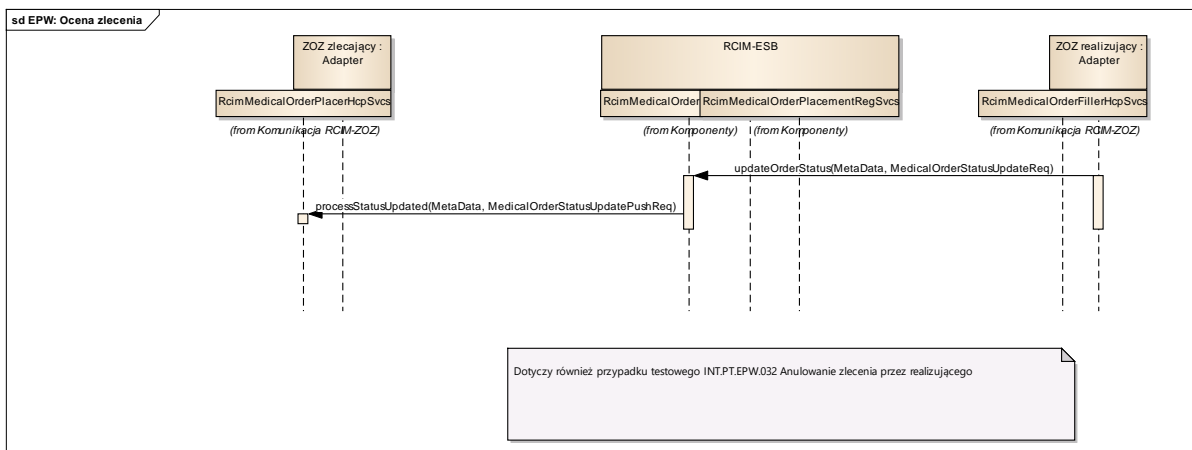 sd EPW: Ocena zlecenia
ZOZ zlecający :
Adapter
RCIM-ESB
ZOZ realizujący :
Adapter
RcimMedicalOrderPlacerHcpSvcs
RcimMedicalOrder
RcimMedicalOrderPlacementRegSvcs
RcimMedicalOrderFillerHcpSvcs
(from Komunikacja RCIM-ZOZ)
(from Komponenty)
(from Komponenty)
(from Komunikacja RCIM-ZOZ)
updateOrderStatus(MetaData, MedicalOrderStatusUpdateReq)
processStatusUpdated(MetaData, MedicalOrderStatusUpdatePushReq)
Dotyczy również przypadku testowego INT.PT.EPW.032 Anulowanie zlecenia przez realizującego